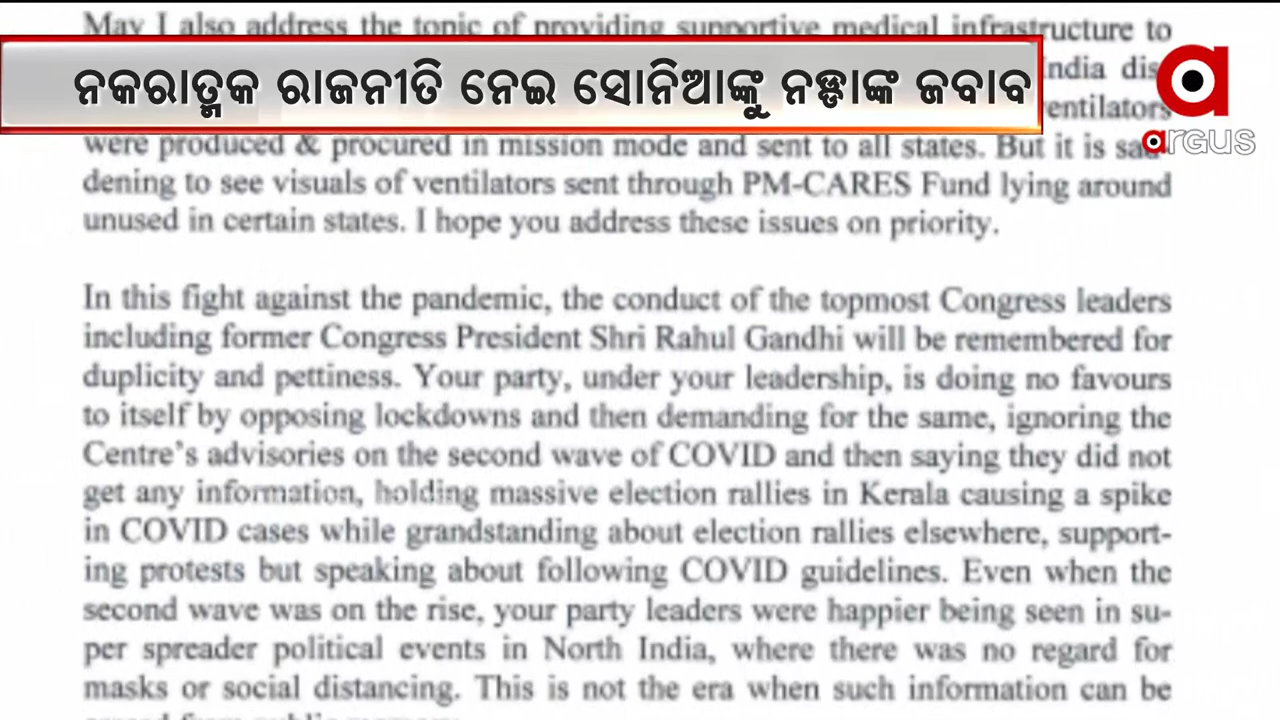 May I also address the topic of providing supportive medical infrastructure to
ନକରାତ୍ମକ ରାଜନୀତି ନେଇ ସୋନିଆଙ୍କୁ ନଡ୍ଡାଙ୍କ ଜବାବ
India dis
ventilators
argus
were produced & procured in mission mode and sent to all states. But it is sad-
dening to see visuals of ventilators sent through PM-CARES Fund lying around
unused in certain states. I hope you address these issues on priority.
In this fight against the pandemic, the conduct of the topmost Congress leaders
including former Congress President Shri Rahul Gandhi will be remembered for
duplicity and pettiness. Your party, under your leadership, is doing no favours
to itself by opposing lockdowns and then demanding for the same, ignoring the
Centre's advisories on the second wave of COVID and then saying they did not
get any information, holding massive election rallies in Kerala causing a spike
in COVID cases while grandstanding about election rallies elsewhere, support-
ing protests but speaking about following COVID guidelines. Even when the
second wave was on the rise, your party leaders were happier being seen in su-
per spreader political events in North India, where there was no regard for
masks or social distancing. This is not the era when such information can be